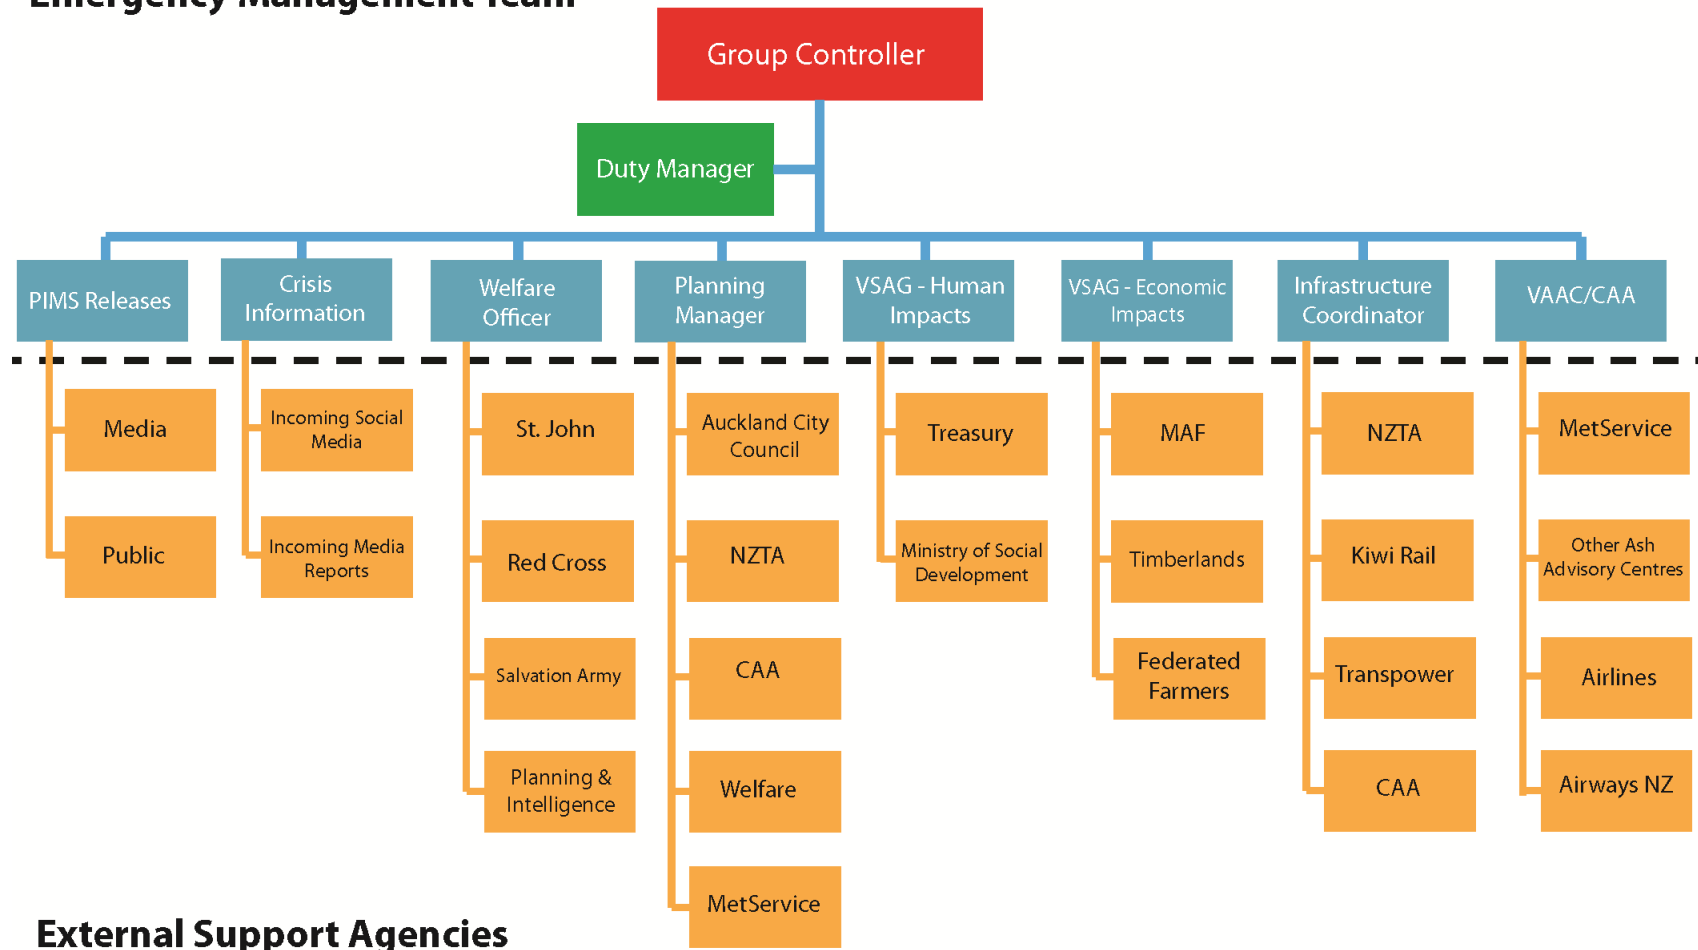 Emergency Management Team
Group Controller
Duty Manager
PIMS Releases
Crisis
Information
Welfare
Officer
Planning
Manager
VSAG - Human
Impacts
VSAG - Economic
Impacts
Infrastructure
Coordinator
VAAC/CAA
Media
Public
Incoming Social
Media
Incoming Media
Reports
St. John
Red Cross
Salvation Army
Planning &
Intelligence
Auckland City
Council
NZTA
CAA
Welfare
MetService
Treasury
Ministry of Social
Development
MAF
Timberlands
Federated
Farmers
NZTA
Kiwi Rail
Transpower
CAA
MetService
Other Ash
Advisory Centres
Airlines
Airways NZ
External Support Agencies